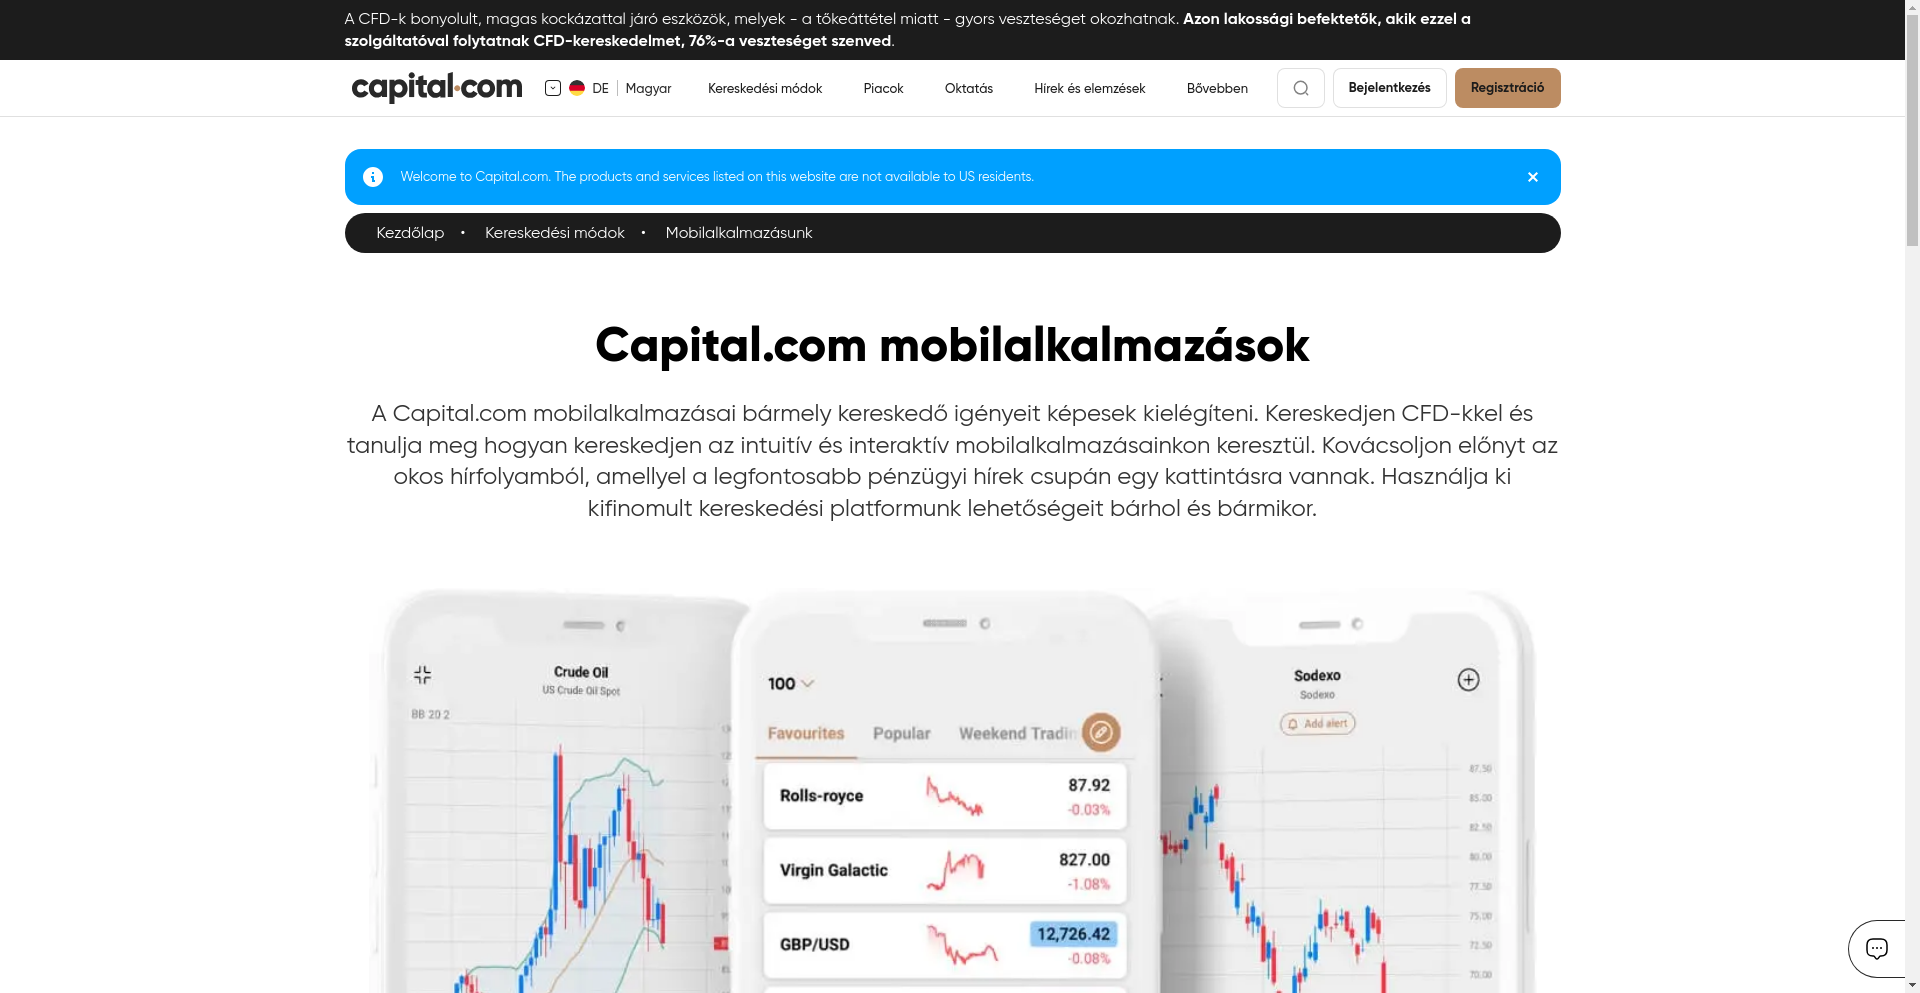 A CFD-k bonyolult, magas kockázattal járó eszközök, melyek - a tőkeáttétel miatt - gyors veszteséget okozhatnak. Azon lakossági befektetők, akik ezzel a
szolgáltatóval folytatnak CFD-kereskedelmet, 76%-a veszteséget szenved.
capital.com DE Magyar Kereskedési módok Piacok Oktatás Hírek és elemzések Bővebben Bejelentkezés Regisztráció
Welcome to Capital.com. The products and services listed on this website are not available to US residents.
Kezdőlap • Kereskedési módok • Mobilalkalmazásunk
Capital.com mobilalkalmazások
A Capital.com mobilalkalmazásai bármely kereskedő igényeit képesek kielégíteni. Kereskedjen CFD-kkel és
tanulja meg hogyan kereskedjen az intuitív és interaktív mobilalkalmazásainkon keresztül. Kovácsoljon előnyt az
okos hírfolyamból, amellyel a legfontosabb pénzügyi hírek csupán egy kattintásra vannak. Használja ki
kifinomult kereskedési platformunk lehetőségeit bárhol és bármikor.
Crude Oil
US Crude Oil Spot
BB 20 2
100
Favourites Popular Weekend Tradin
Rolls-royce 87.92
-0.03%
Virgin Galactic 827.00
-1.08%
GBP/USD 12,726.42
-0.08%
Sodexo
Sodexo
Add alert
87.50
85.00
82.50
80.00
77.50
75.00
72.50
70.00